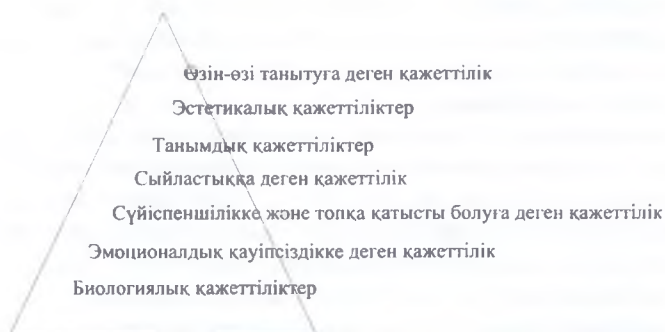 Өзін-өзі танытуға деген қажеттілік
Эстетикалық қажеттіліктер
Танымдық қажеттіліктер
Сыйластыққа деген қажеттілік
Сүйіспеншілікке және топқа қатысты болуға деген қажеттілік
Эмоционалдық қауіпсіздікке деген қажеттілік
Биологиялық қажеттіліктер